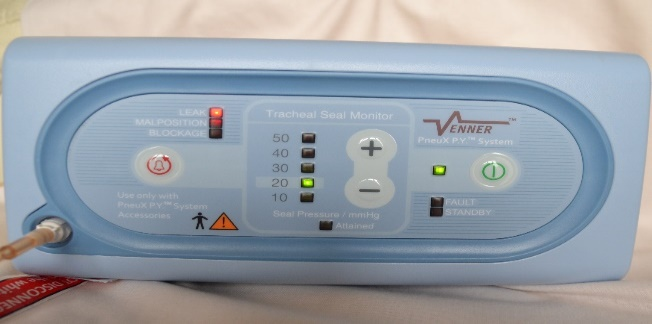 LEAK
MALPOSITION
BLOCKAGE
Use only with
PneuX P.Y.™ System
Accessories
Tracheal Seal Monitor
50
40
30
20
10
+
−
Seal Pressure / mmHg
Attained
VENNER™
PneuX P.Y.™ System
FAULT
STANDBY
DISCONNE